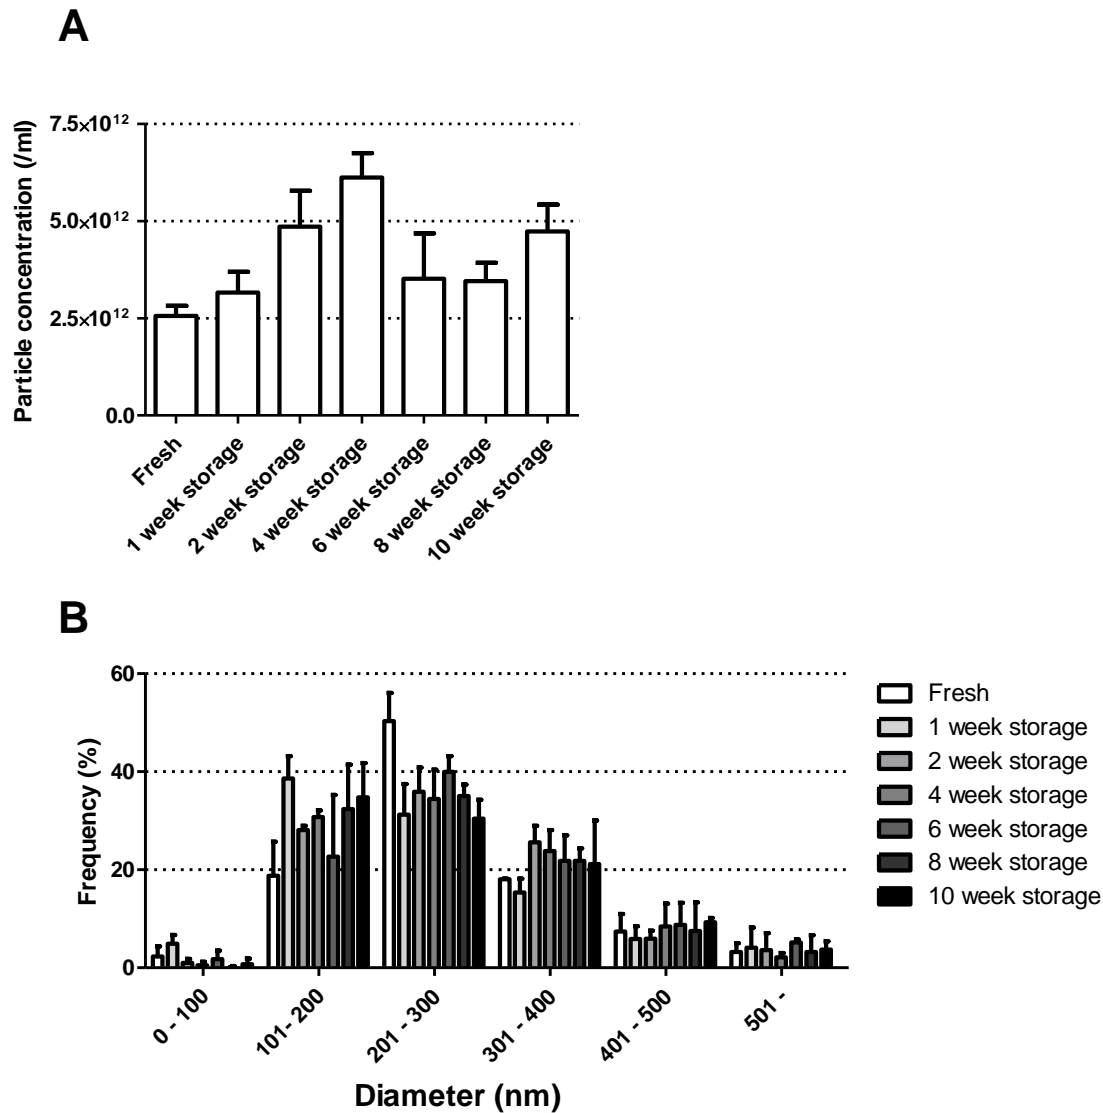 A
Particle concentration (/ml)
7.5×10¹²
5.0×10¹²
2.5×10¹²
0.0
Fresh
1 week storage
2 week storage
4 week storage
6 week storage
8 week storage
10 week storage
B
Frequency (%)
60
40
20
0
0 - 100
101- 200
201 - 300
301 - 400
401 - 500
501 -
Diameter (nm)
Fresh
1 week storage
2 week storage
4 week storage
6 week storage
8 week storage
10 week storage